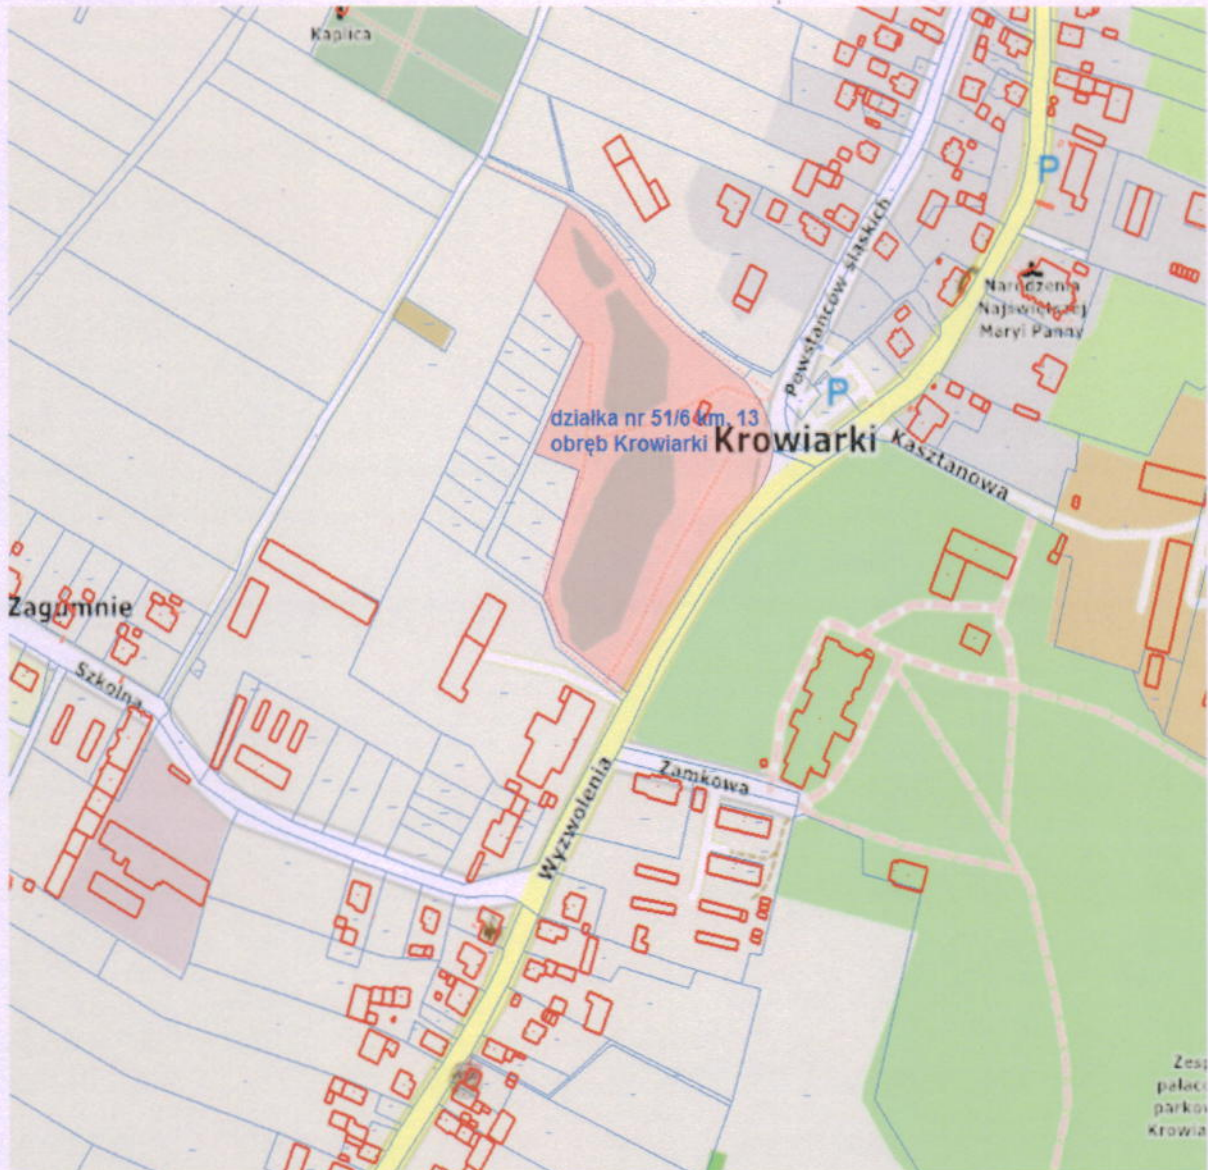 Kaplica
P
Powstańców Śląskich
Narodzenia
Najświętszej
Maryi Panny
P
działka nr 51/6 km. 13
obręb Krowiarki
Krowiarki
Kasztanowa
Zagumnie
Szkolna
Zamkowa
Wyzwolenia
Zesp
pałaco
parkow
Krowia